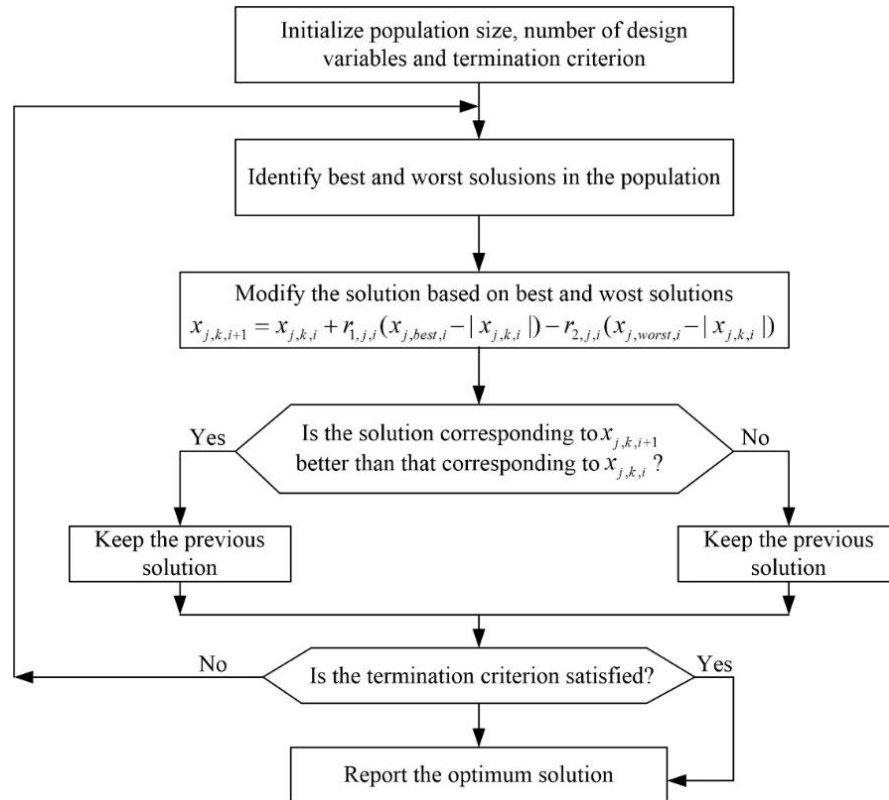 Initialize population size, number of design
variables and termination criterion
Identify best and worst solusions in the population
Modify the solution based on best and wost solutions
x_{j,k,i+1} = x_{j,k,i} + r_{1,j,i}(x_{j,best,i} − | x_{j,k,i} |) − r_{2,j,i}(x_{j,worst,i} − | x_{j,k,i} |)
Is the solution corresponding to x_{j,k,i+1}
better than that corresponding to x_{j,k,i} ?
Yes
No
Keep the previous
solution
Keep the previous
solution
Is the termination criterion satisfied?
No
Yes
Report the optimum solution